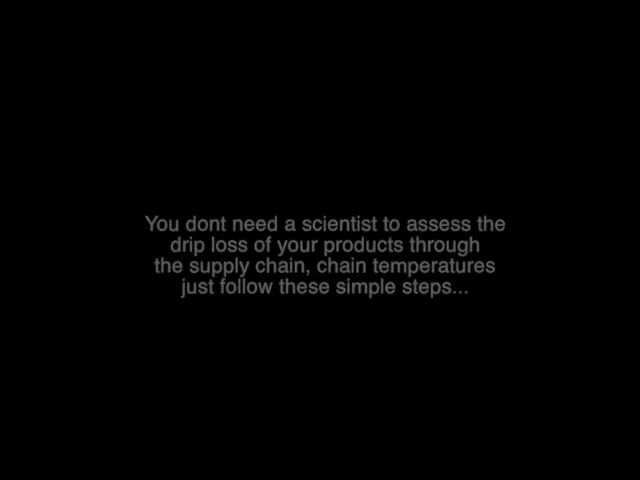 You dont need a scientist to assess the
drip loss of your products through
the supply chain, chain temperatures
just follow these simple steps...